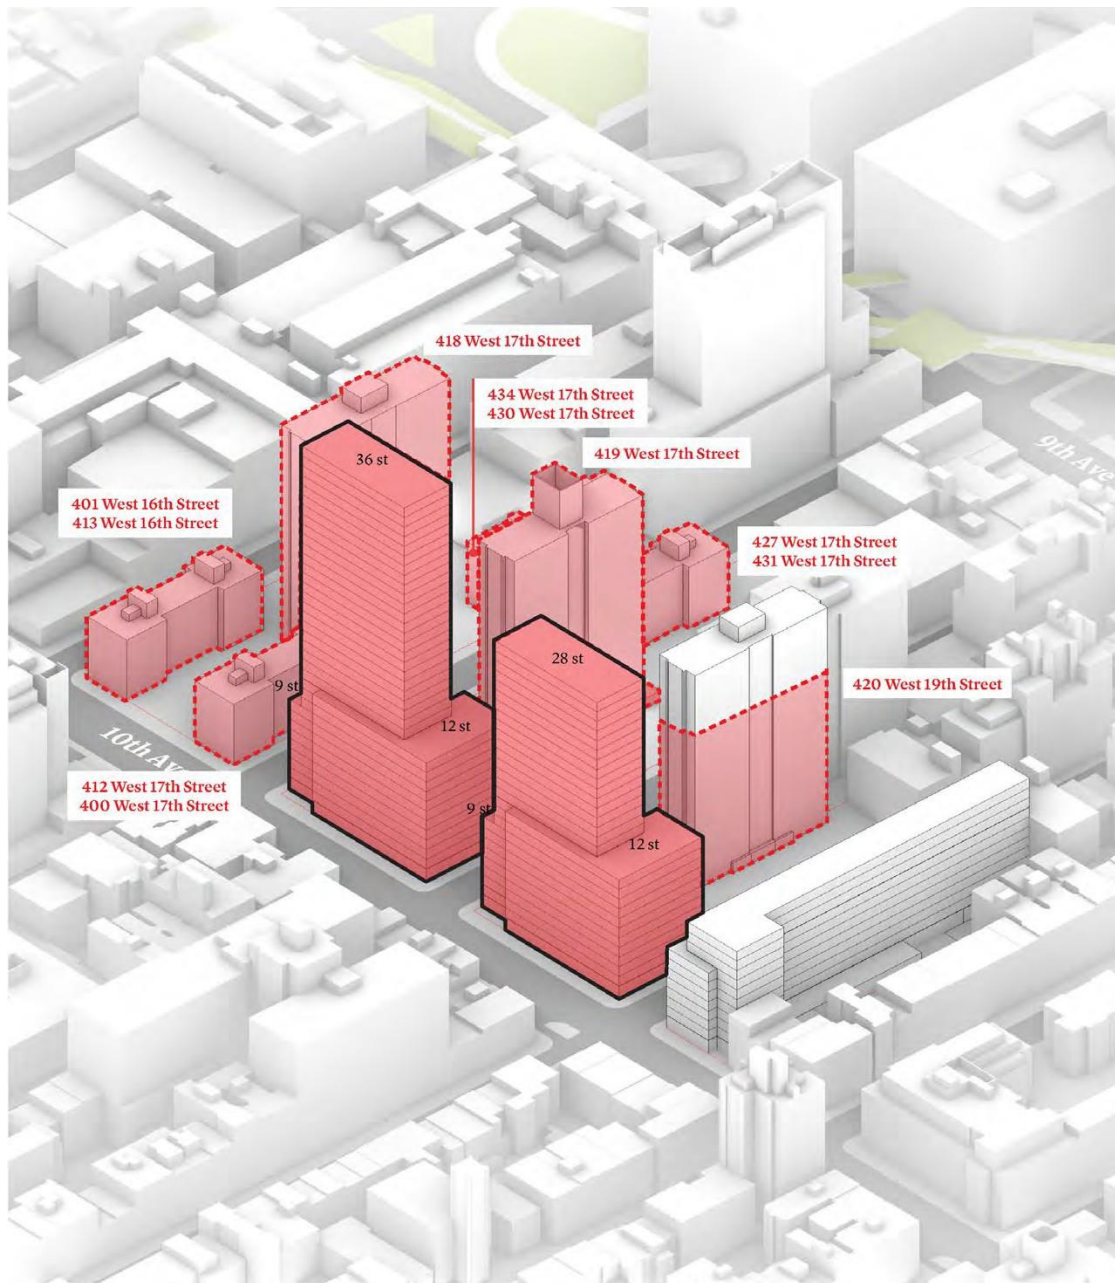 418 West 17th Street
434 West 17th Street
430 West 17th Street
419 West 17th Street
36 st
9th Ave
401 West 16th Street
413 West 16th Street
427 West 17th Street
431 West 17th Street
28 st
420 West 19th Street
9 st
12 st
10th Av
412 West 17th Street
400 West 17th Street
9 st
12 st